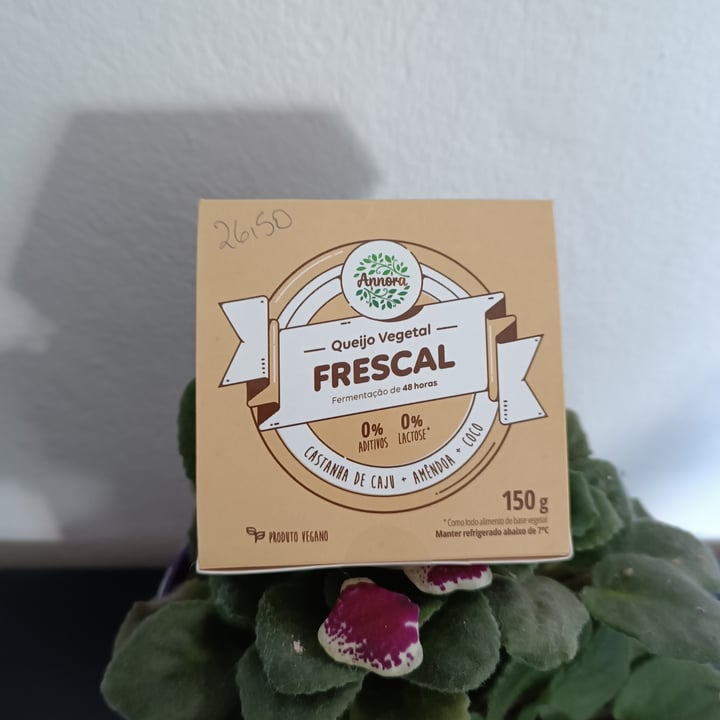 26,50
Annora
Queijo Vegetal
FRESCAL
Fermentação de 48 horas
0% ADITIVOS
0% LACTOSE*
CASTANHA DE CAJU + AMÊNDOA + COCO
150 g
* Como todo alimento de base vegetal
Manter refrigerado abaixo de 7°C
PRODUTO VEGANO